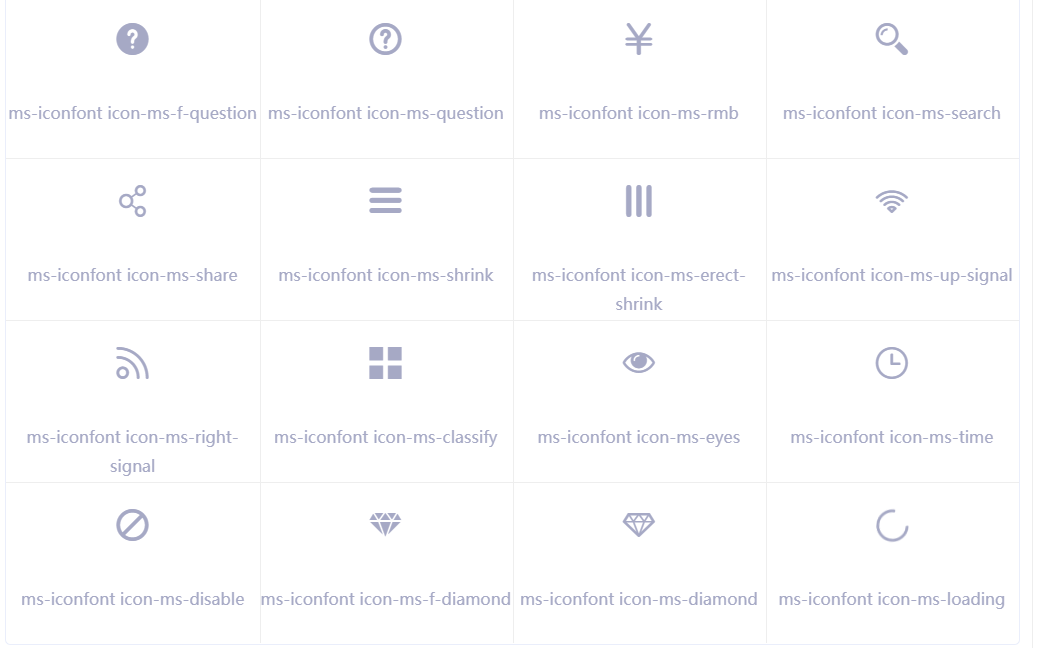 ms-iconfont icon-ms-f-question
ms-iconfont icon-ms-question
ms-iconfont icon-ms-rmb
ms-iconfont icon-ms-search
ms-iconfont icon-ms-share
ms-iconfont icon-ms-shrink
ms-iconfont icon-ms-erect-
shrink
ms-iconfont icon-ms-up-signal
ms-iconfont icon-ms-right-
signal
ms-iconfont icon-ms-classify
ms-iconfont icon-ms-eyes
ms-iconfont icon-ms-time
ms-iconfont icon-ms-disable
ms-iconfont icon-ms-f-diamond
ms-iconfont icon-ms-diamond
ms-iconfont icon-ms-loading